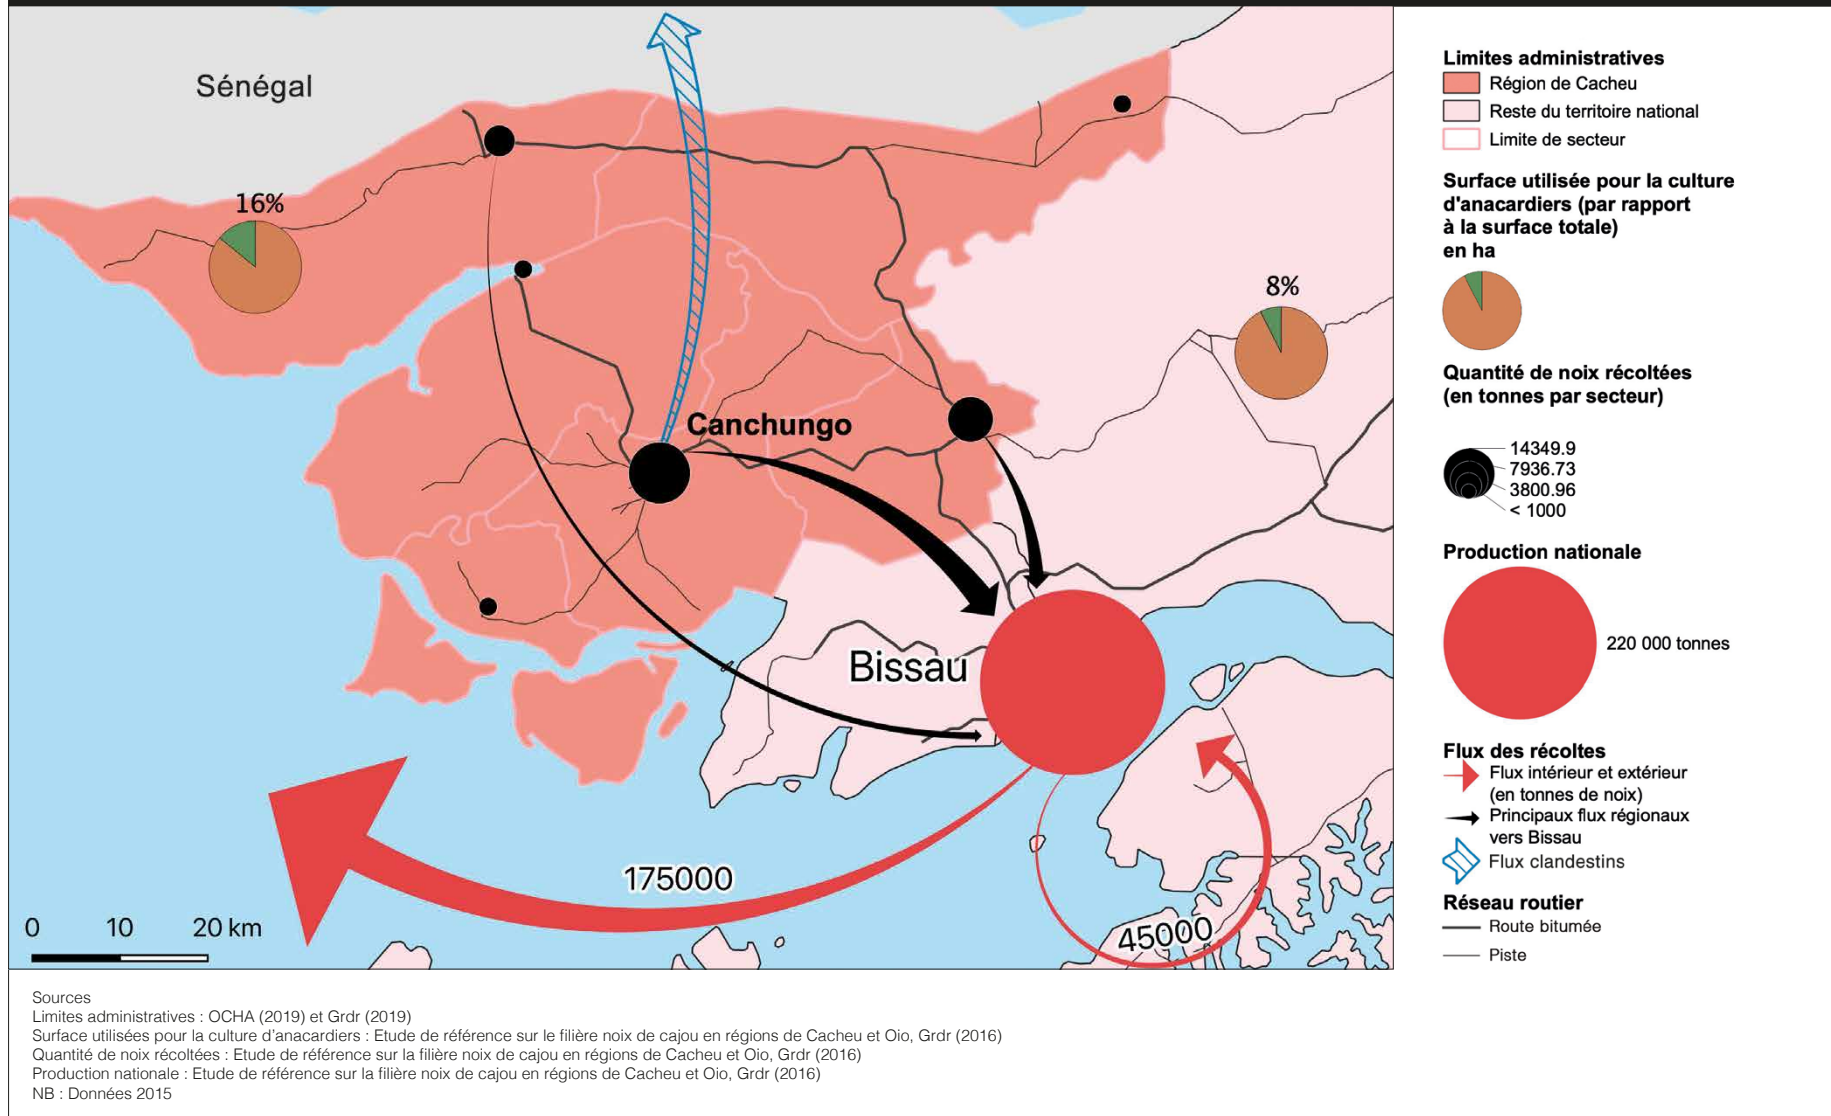 Sénégal
16%
8%
Canchungo
Bissau
175000
45000
0 10 20 km
Limites administratives
Région de Cacheu
Reste du territoire national
Limite de secteur
Surface utilisée pour la culture
d'anacardiers (par rapport
à la surface totale)
en ha
Quantité de noix récoltées
(en tonnes par secteur)
14349.9
7936.73
3800.96
< 1000
Production nationale
220 000 tonnes
Flux des récoltes
Flux intérieur et extérieur
(en tonnes de noix)
Principaux flux régionaux
vers Bissau
Flux clandestins
Réseau routier
Route bitumée
Piste
Sources
Limites administratives : OCHA (2019) et Grdr (2019)
Surface utilisées pour la culture d'anacardiers : Etude de référence sur le filière noix de cajou en régions de Cacheu et Oio, Grdr (2016)
Quantité de noix récoltées : Etude de référence sur la filière noix de cajou en régions de Cacheu et Oio, Grdr (2016)
Production nationale : Etude de référence sur la filière noix de cajou en régions de Cacheu et Oio, Grdr (2016)
NB : Données 2015